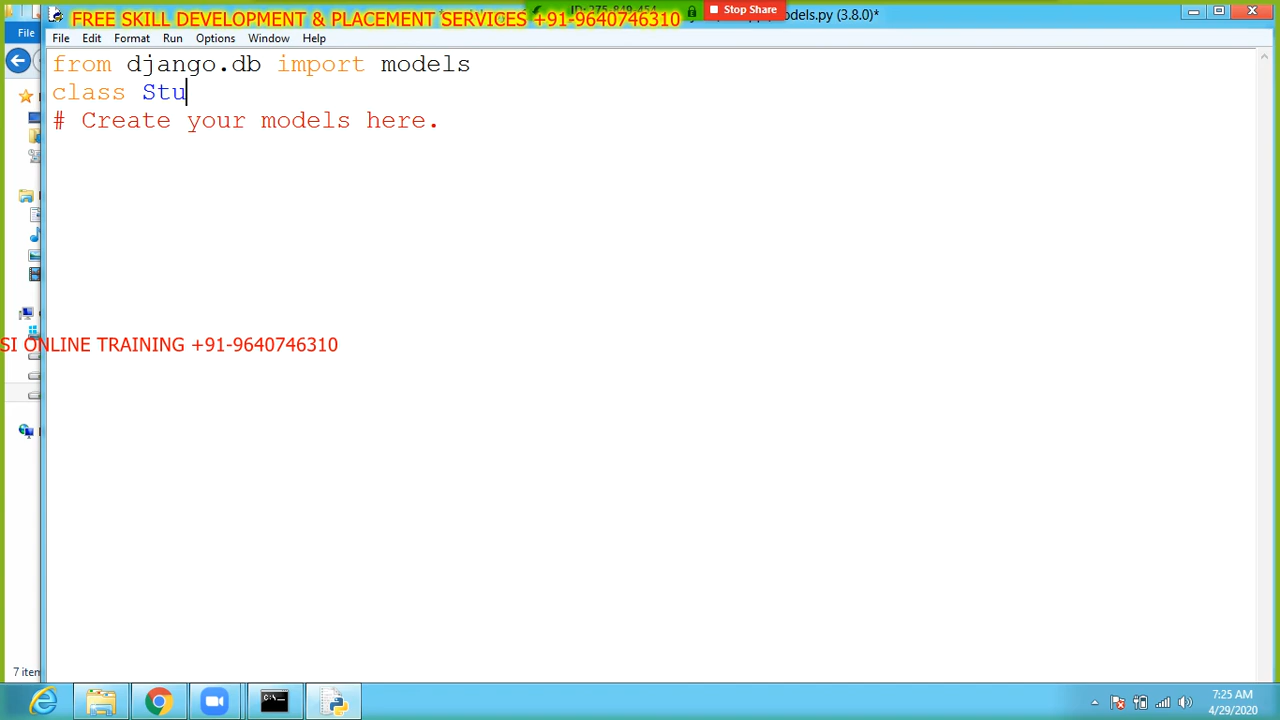 FREE SKILL DEVELOPMENT & PLACEMENT SERVICES +91-9640746310
Stop Share
odels.py (3.8.0)*
File
File Edit Format Run Options Window Help
from django.db import models
class Stu
# Create your models here.
SI ONLINE TRAINING +91-9640746310
7 item
7:25 AM
4/29/2020